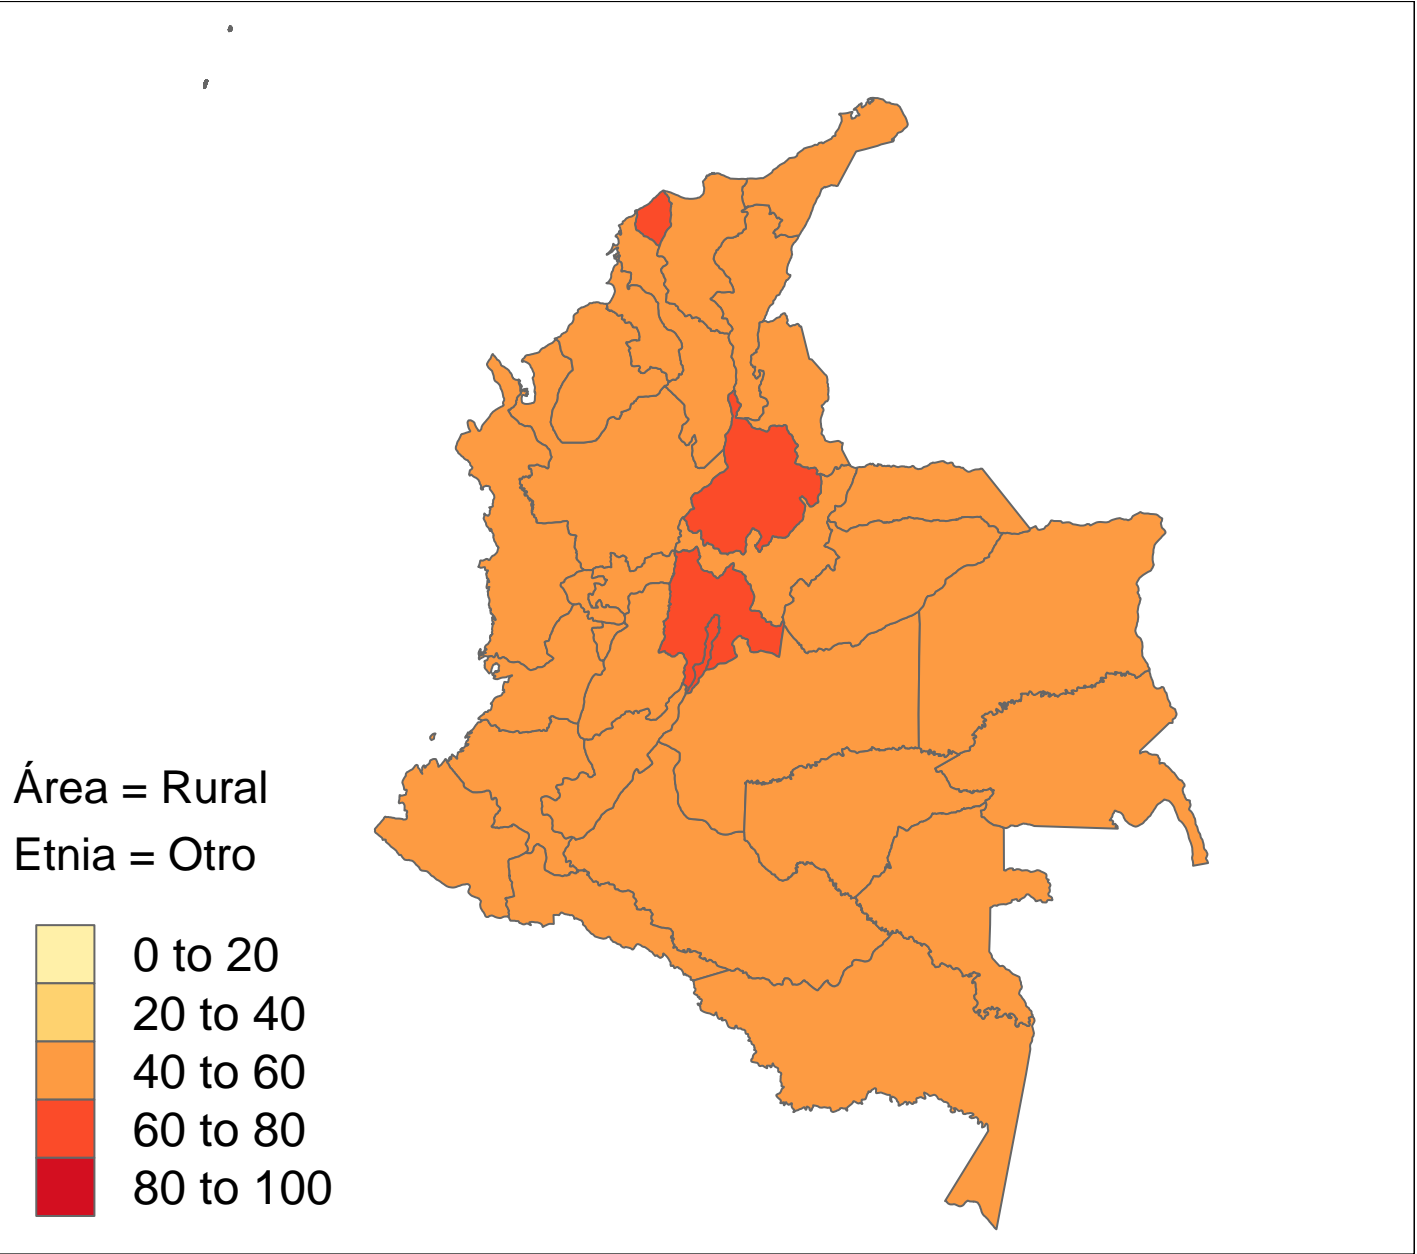 Área = Rural
Etnia = Otro
0 to 20
20 to 40
40 to 60
60 to 80
80 to 100